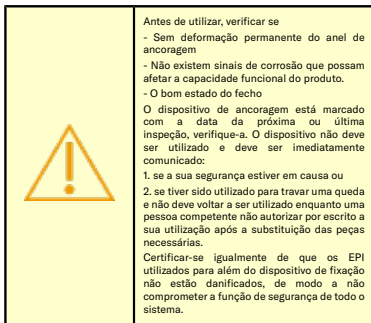 Antes de utilizar, verificar se
- Sem deformação permanente do anel de
ancoragem
- Não existem sinais de corrosão que possam
afetar a capacidade funcional do produto.
- O bom estado do fecho
O dispositivo de ancoragem está marcado
com a data da próxima ou última
inspeção, verifique-a. O dispositivo não deve
ser utilizado e deve ser imediatamente
comunicado:
1. se a sua segurança estiver em causa ou
2. se tiver sido utilizado para travar uma queda
e não deve voltar a ser utilizado enquanto uma
pessoa competente não autorizar por escrito a
sua utilização após a substituição das peças
necessárias.
Certificar-se igualmente de que os EPI
utilizados para além do dispositivo de fixação
não estão danificados, de modo a não
comprometer a função de segurança de todo o
sistema.